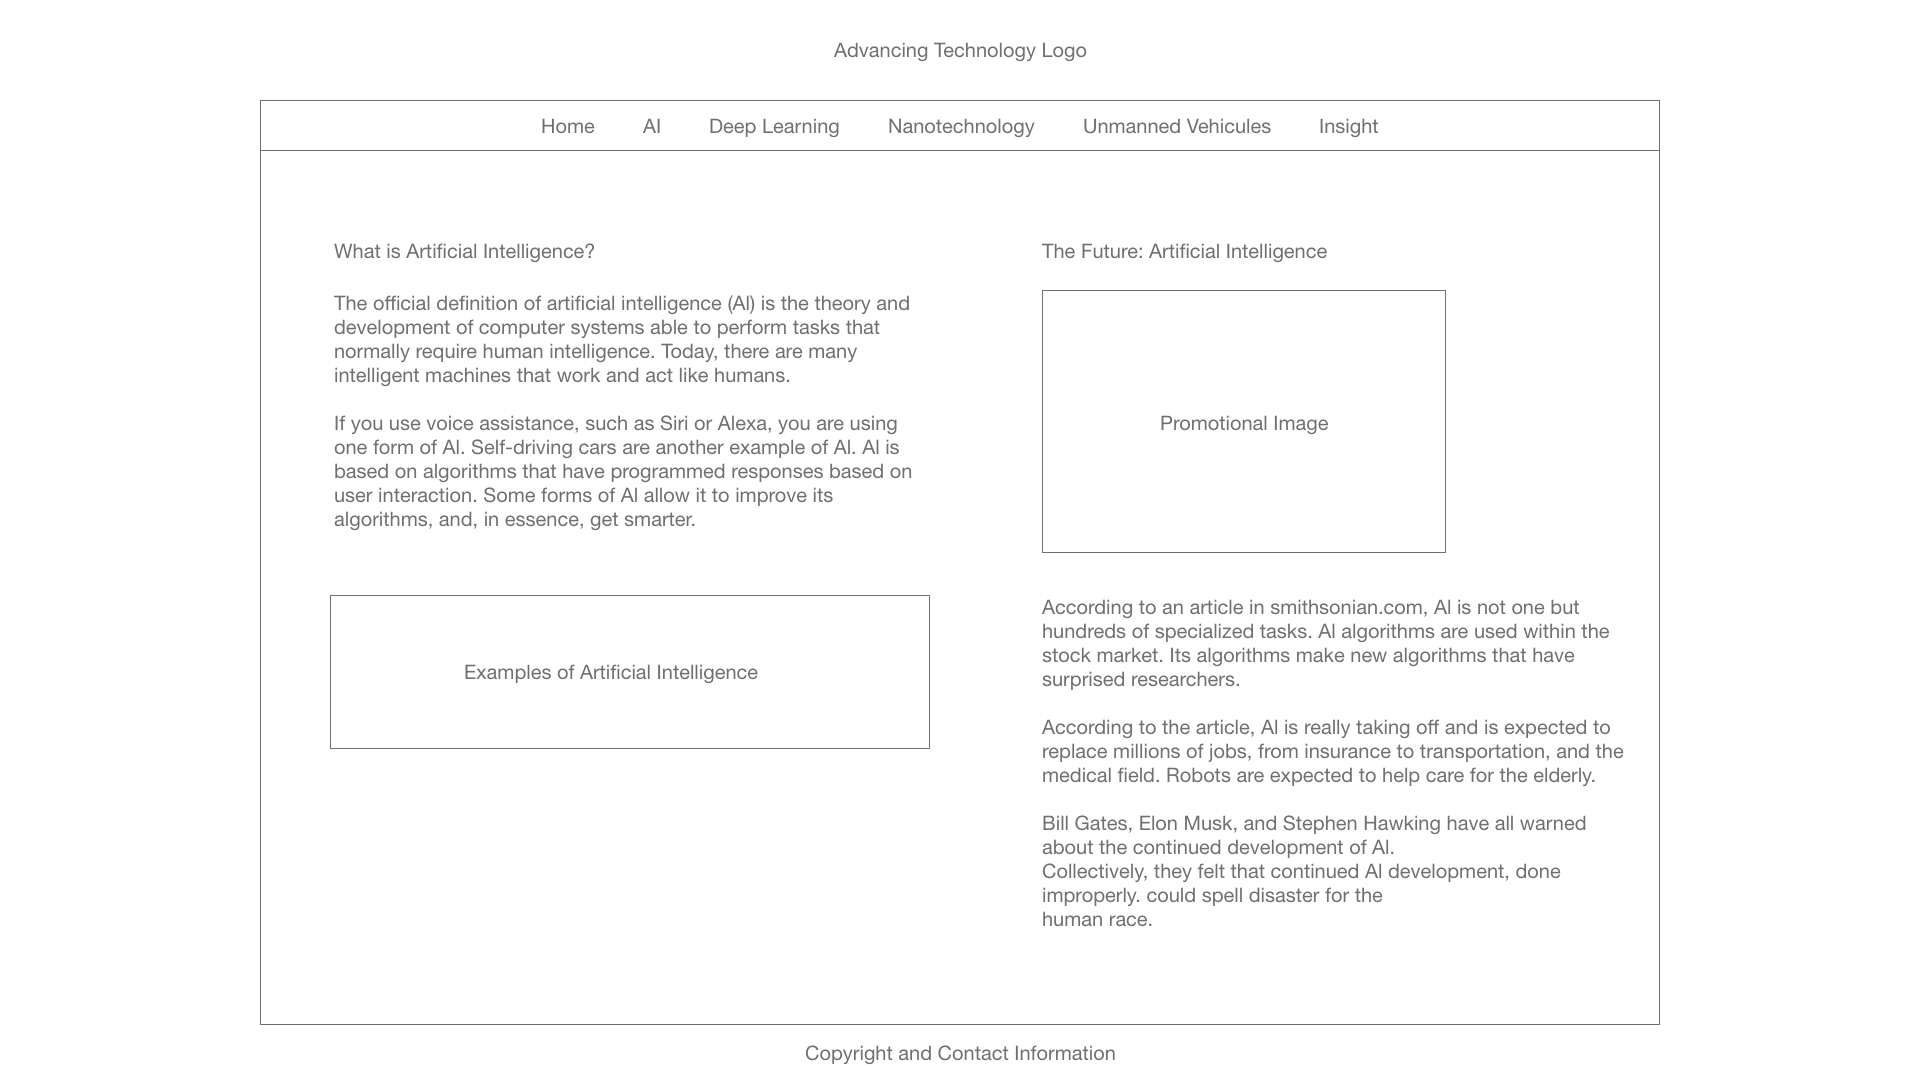 Advancing Technology Logo
Home AI Deep Learning Nanotechnology Unmanned Vehicules Insight
What is Artificial Intelligence?
The official definition of artificial intelligence (AI) is the theory and
development of computer systems able to perform tasks that
normally require human intelligence. Today, there are many
intelligent machines that work and act like humans.
If you use voice assistance, such as Siri or Alexa, you are using
one form of AI. Self-driving cars are another example of AI. AI is
based on algorithms that have programmed responses based on
user interaction. Some forms of AI allow it to improve its
algorithms, and, in essence, get smarter.
Examples of Artificial Intelligence
The Future: Artificial Intelligence
Promotional Image
According to an article in smithsonian.com, AI is not one but
hundreds of specialized tasks. AI algorithms are used within the
stock market. Its algorithms make new algorithms that have
surprised researchers.
According to the article, AI is really taking off and is expected to
replace millions of jobs, from insurance to transportation, and the
medical field. Robots are expected to help care for the elderly.
Bill Gates, Elon Musk, and Stephen Hawking have all warned
about the continued development of AI.
Collectively, they felt that continued AI development, done
improperly. could spell disaster for the
human race.
Copyright and Contact Information